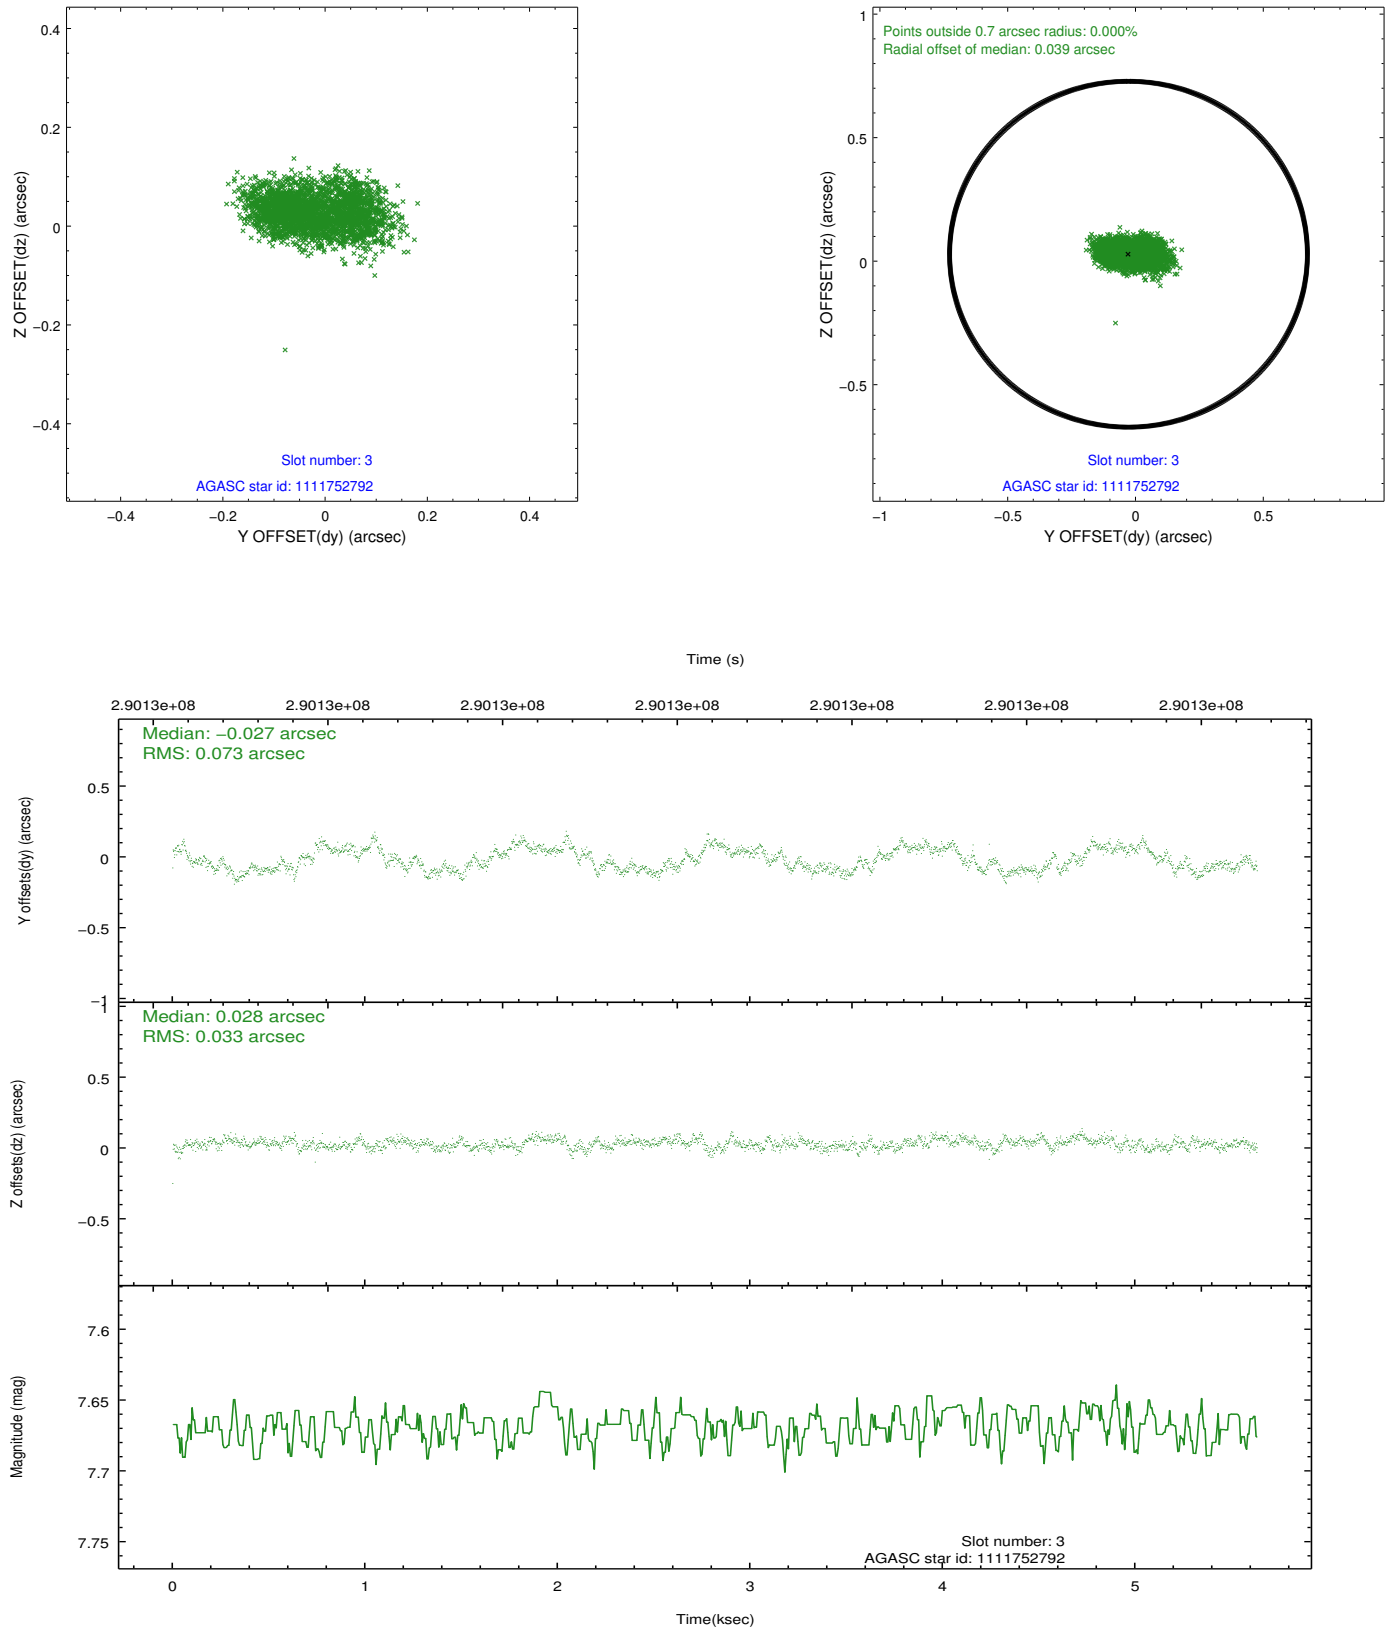 0.4
0.2
0
−0.2
−0.4
Z OFFSET(dz) (arcsec)
Slot number: 3
AGASC star id: 1111752792
−0.4 −0.2 0 0.2 0.4
Y OFFSET(dy) (arcsec)
1
0.5
0
−0.5
Z OFFSET(dz) (arcsec)
Points outside 0.7 arcsec radius: 0.000%
Radial offset of median: 0.039 arcsec
Slot number: 3
AGASC star id: 1111752792
−1 −0.5 0 0.5
Y OFFSET(dy) (arcsec)
Time (s)
2.9013e+08 2.9013e+08 2.9013e+08 2.9013e+08 2.9013e+08 2.9013e+08 2.9013e+08
Median: −0.027 arcsec
RMS: 0.073 arcsec
0.5
0
−0.5
−1
Y offsets(dy) (arcsec)
1
Median: 0.028 arcsec
RMS: 0.033 arcsec
0.5
0
−0.5
Z offsets(dz) (arcsec)
7.6
7.65
7.7
7.75
Magnitude (mag)
Slot number: 3
AGASC star id: 1111752792
0 1 2 3 4 5
Time(ksec)